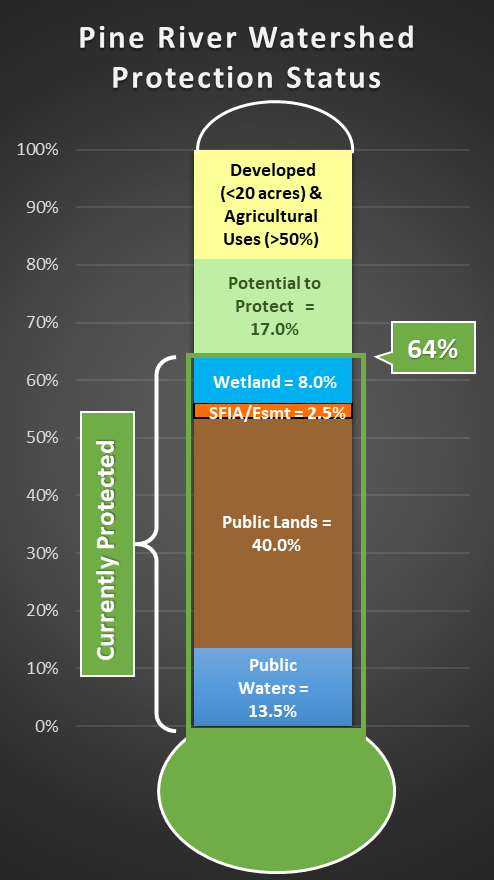 Pine River Watershed
Protection Status
100%
90%
80%
70%
60%
50%
40%
30%
20%
10%
0%
Developed
(<20 acres) &
Agricultural
Uses (>50%)
Potential to
Protect =
17.0%
64%
Wetland = 8.0%
SFIA/Esmt = 2.5%
Public Lands =
40.0%
Public
Waters =
13.5%
Currently Protected